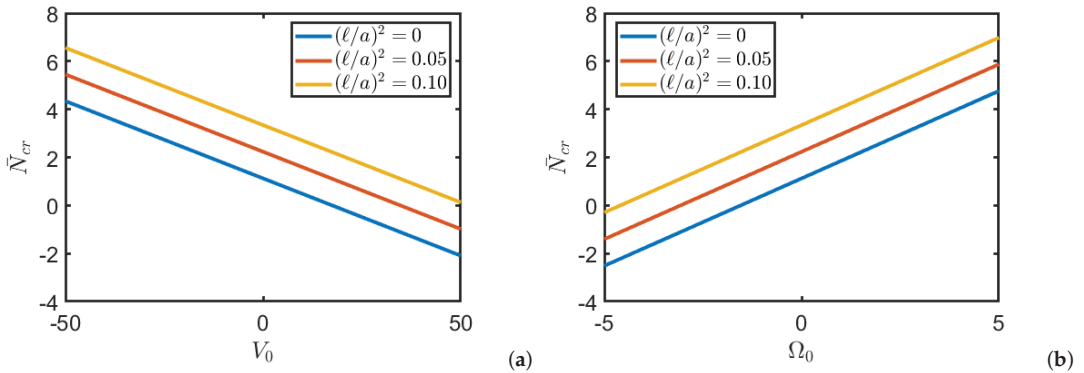 8
6
4
2
0
-2
-4
N̄cr
-50
0
50
V₀
(ℓ/a)² = 0
(ℓ/a)² = 0.05
(ℓ/a)² = 0.10
(a)
8
6
4
2
0
-2
-4
N̄cr
-5
0
5
Ω₀
(ℓ/a)² = 0
(ℓ/a)² = 0.05
(ℓ/a)² = 0.10
(b)